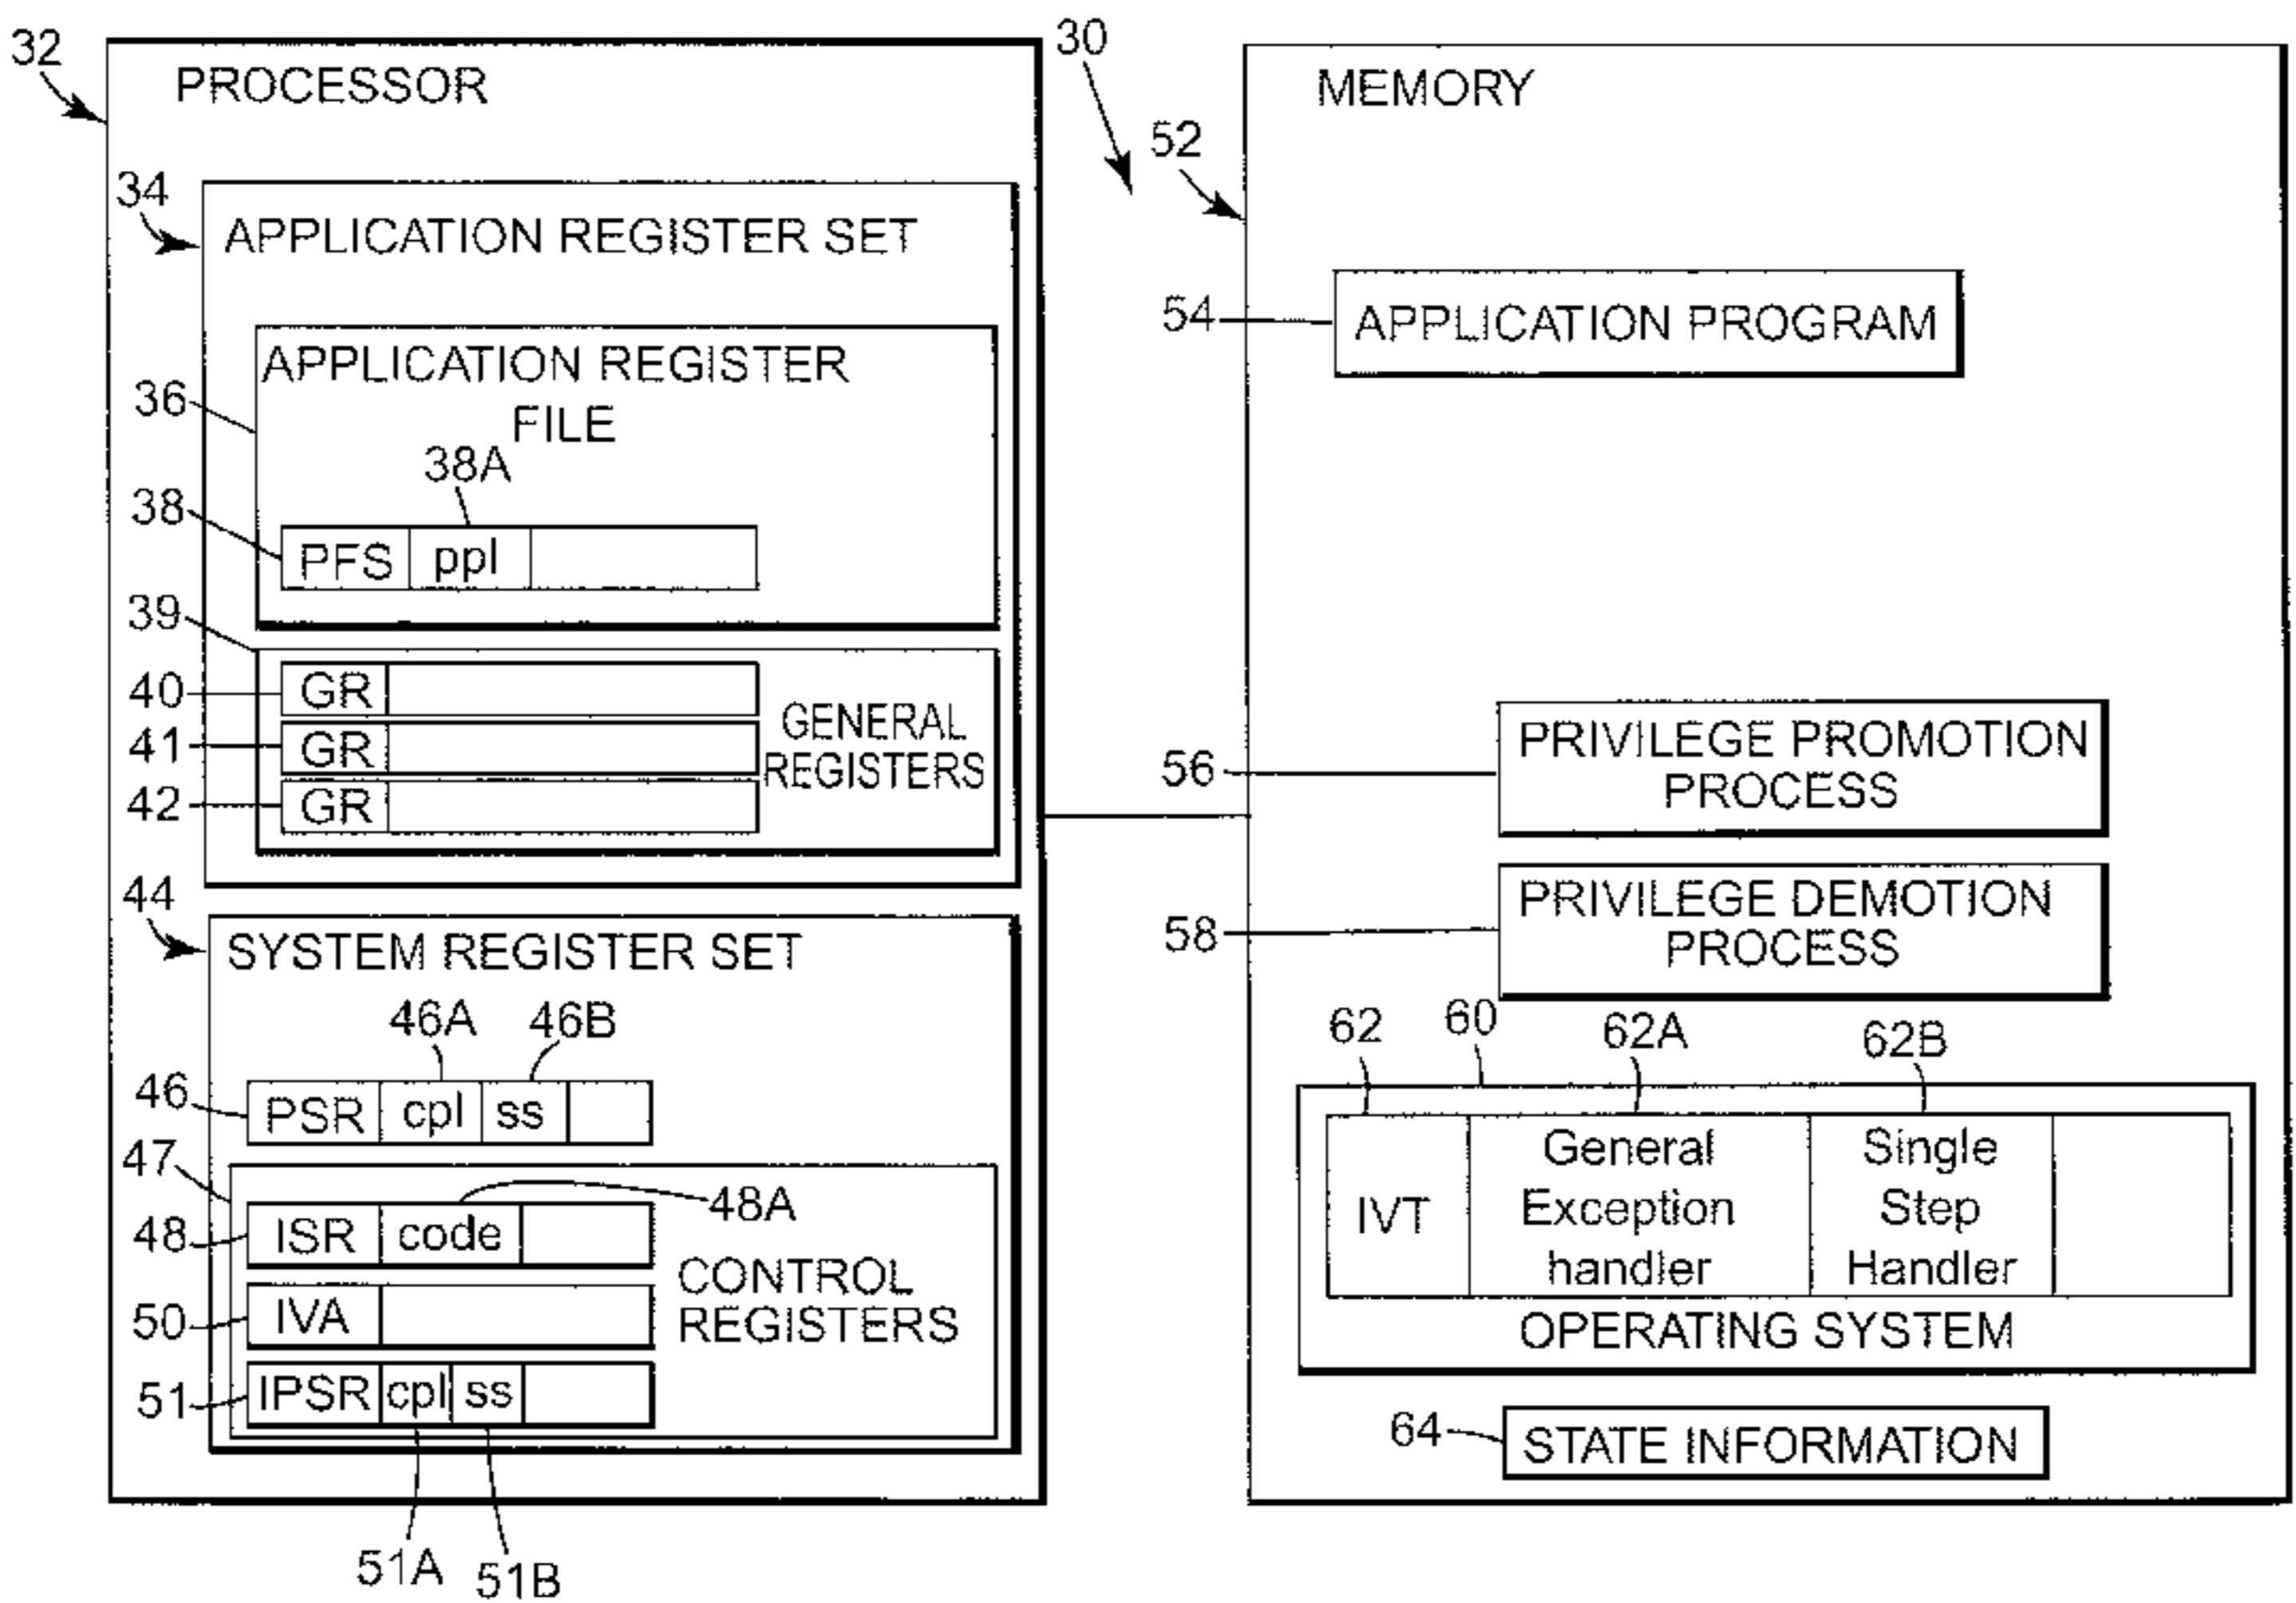 32
PROCESSOR
34
APPLICATION REGISTER SET
APPLICATION REGISTER
FILE
36
38A
38
PFS ppl
39
40 GR
41 GR
42 GR
GENERAL
REGISTERS
44
SYSTEM REGISTER SET
46A 46B
46 PSR cpl ss
47
48A
48 ISR code
50 IVA
51 IPSR cpl ss
CONTROL
REGISTERS
51A 51B
30
52
MEMORY
54 APPLICATION PROGRAM
56
PRIVILEGE PROMOTION
PROCESS
58
PRIVILEGE DEMOTION
PROCESS
62 60 62A 62B
IVT
General
Exception
handler
Single
Step
Handler
OPERATING SYSTEM
64 STATE INFORMATION